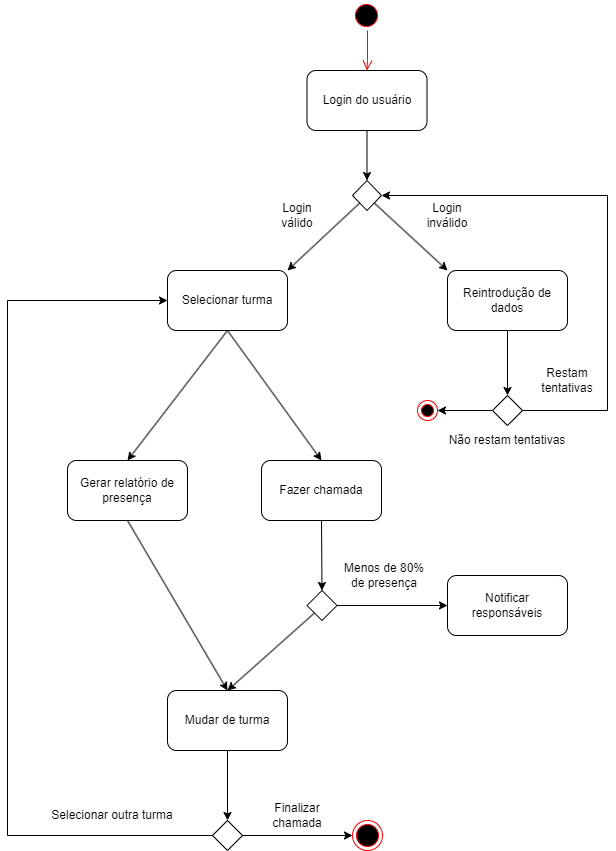 Login do usuário
Login
válido
Login
inválido
Selecionar turma
Reintrodução de
dados
Restam
tentativas
Não restam tentativas
Gerar relatório de
presença
Fazer chamada
Menos de 80%
de presença
Notificar
responsáveis
Mudar de turma
Selecionar outra turma
Finalizar
chamada